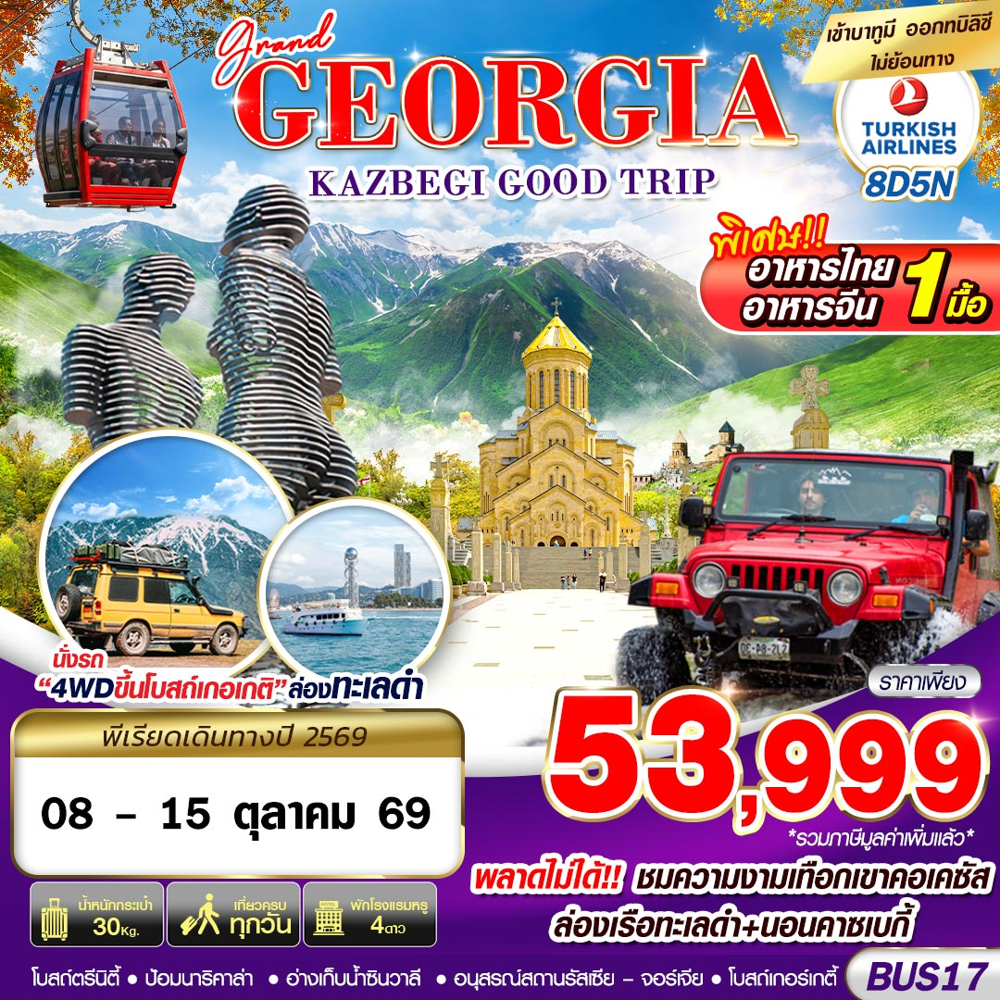 เข้าบาทูมี ออกทบิลิซี
ไม่ย้อนทาง
Grand
GEORGIA
KAZBEGI GOOD TRIP
TURKISH
AIRLINES
8D5N
พิเศษ!!
อาหารไทย
อาหารจีน
1 มื้อ
นั่งรถ
"4WDขึ้นโบสถ์เกอเกติ" ล่องทะเลดำ
ราคาเพียง
53,999
*รวมภาษีมูลค่าเพิ่มแล้ว*
พีเรียดเดินทางปี 2569
08 - 15 ตุลาคม 69
พลาดไม่ได้!! ชมความงามเทือกเขาคอเคซัส
ล่องเรือทะเลดำ+นอนคาซเบกี้
น้ำหนักกระเป๋า
30Kg.
เที่ยวครบ
ทุกวัน
HOTEL
พักโรงแรมหรู
4ดาว
โบสถ์ตรีนิตี้ • ป้อมนาริคาล่า • อ่างเก็บน้ำซินวาลี • อนุสรณ์สถานรัสเซีย - จอร์เจีย • โบสถ์เกอร์เกตี้
BUS17